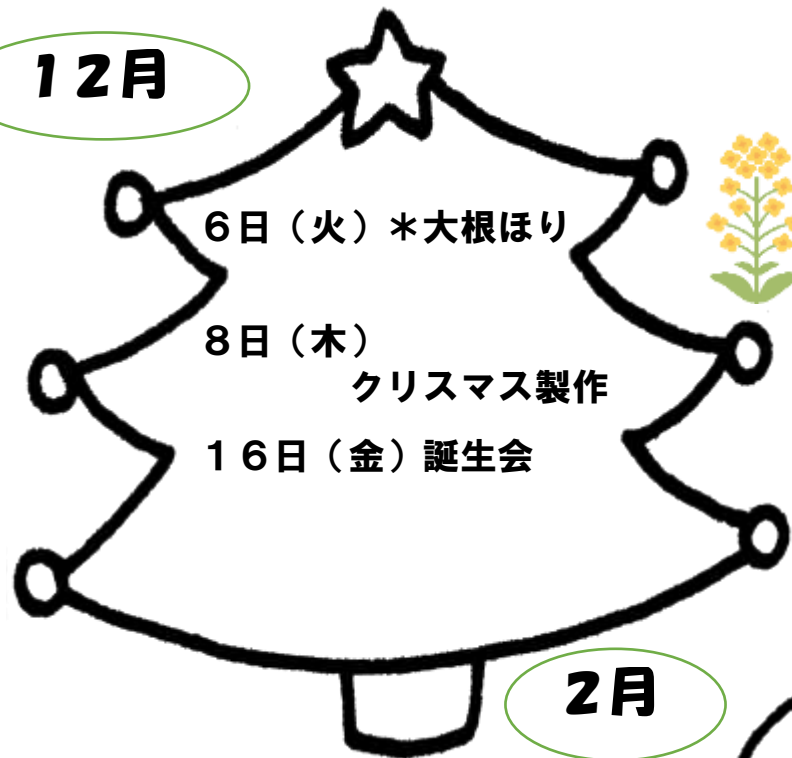 12月
6日（火）＊大根ほり
8日（木）
クリスマス製作
16日（金）誕生会
2月